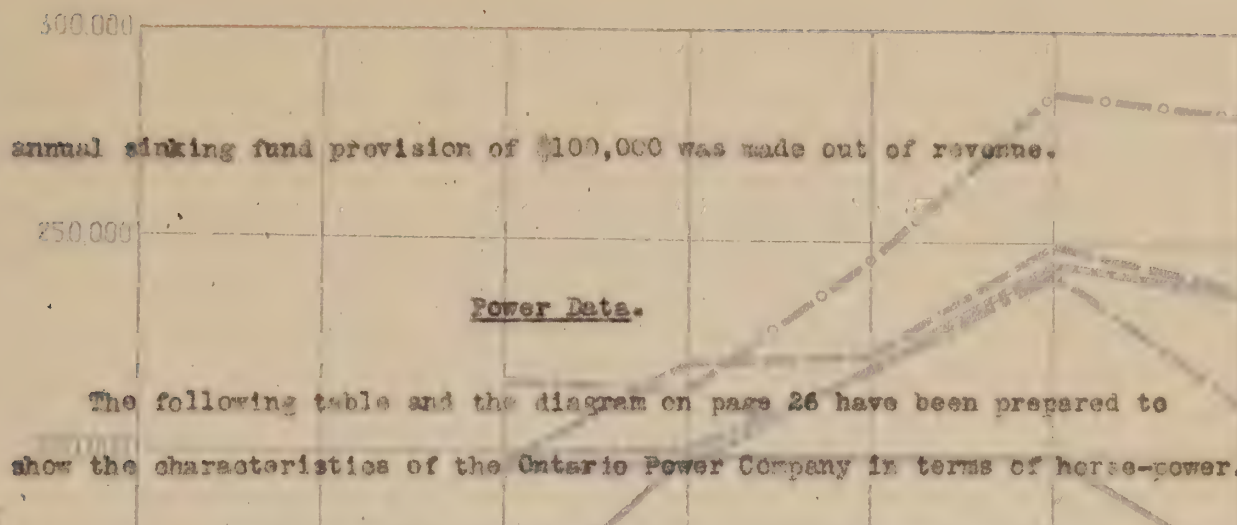 300,000
annual sinking fund provision of $100,000 was made out of revenue.
250,000
Power Data.
The following table and the diagram on page 26 have been prepared to
show the characteristics of the Ontario Power Company in terms of horse-power.